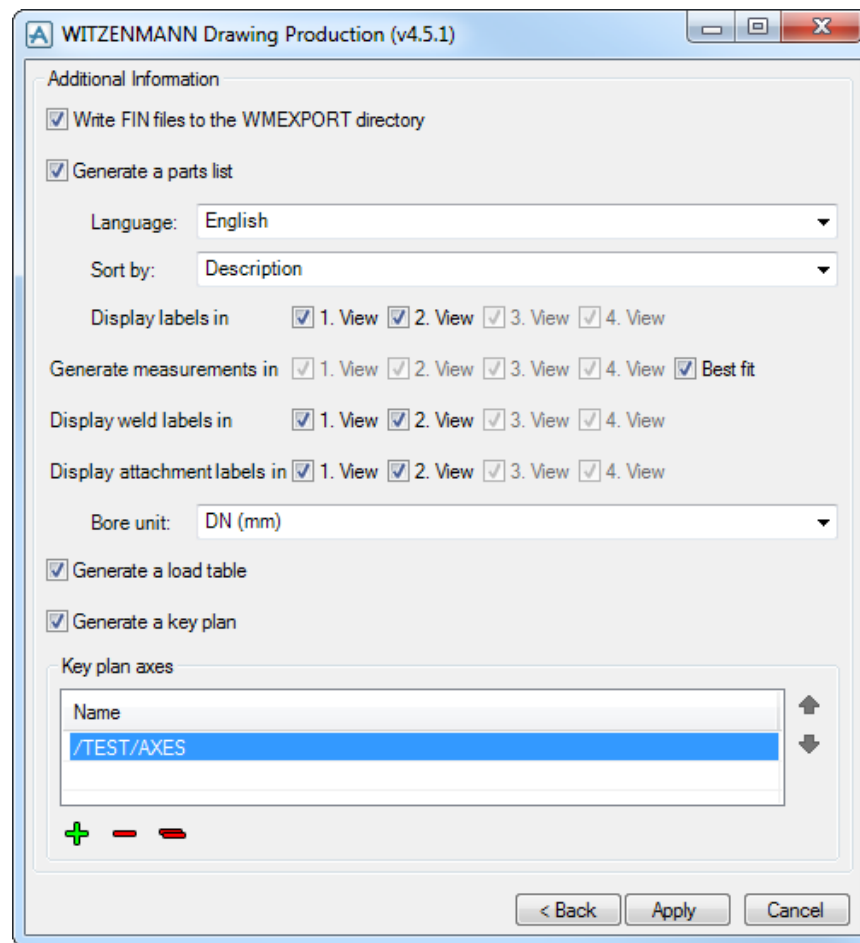 WITZENMANN Drawing Production (v4.5.1)
Additional Information
Write FIN files to the WMEXPORT directory
Generate a parts list
Language: English
Sort by: Description
Display labels in 1. View 2. View 3. View 4. View
Generate measurements in 1. View 2. View 3. View 4. View Best fit
Display weld labels in 1. View 2. View 3. View 4. View
Display attachment labels in 1. View 2. View 3. View 4. View
Bore unit: DN (mm)
Generate a load table
Generate a key plan
Key plan axes
Name
/TEST/AXES
< Back Apply Cancel